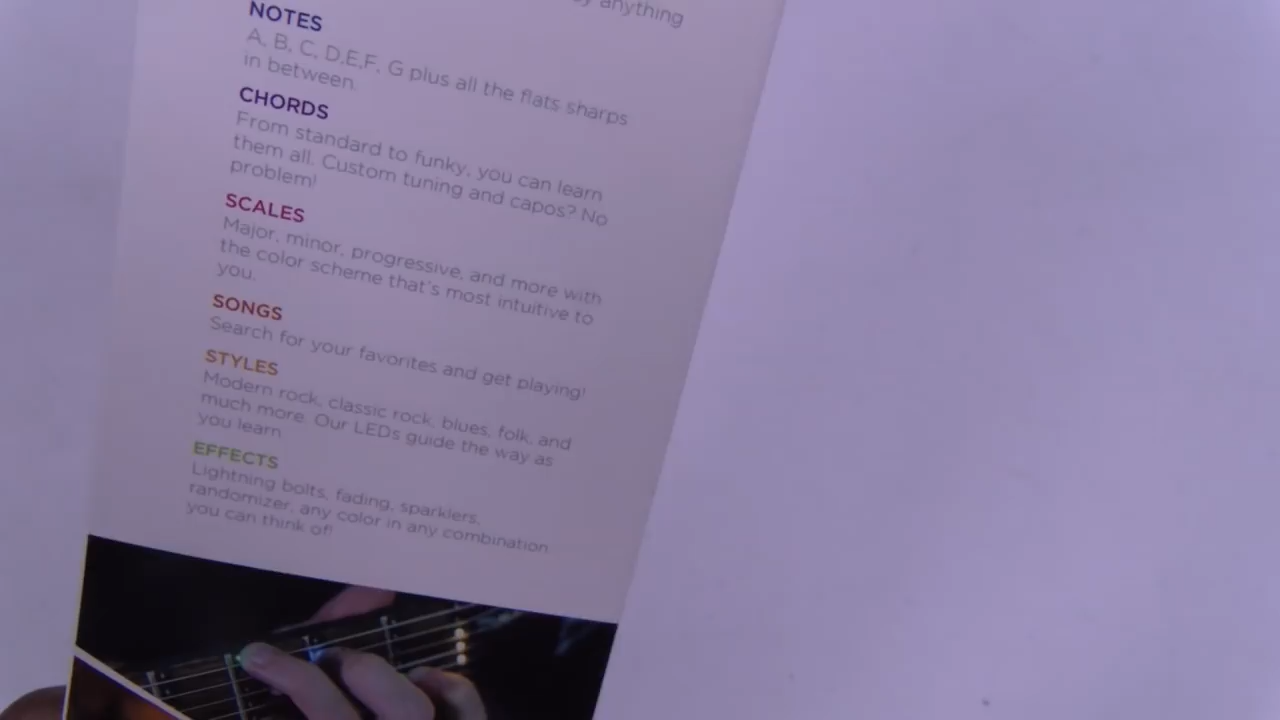 anything
NOTES
A, B, C, D,E,F, G plus all the flats sharps
in between.
CHORDS
From standard to funky, you can learn
them all. Custom tuning and capos? No
problem!
SCALES
Major, minor, progressive, and more with
the color scheme that's most intuitive to
you.
SONGS
Search for your favorites and get playing!
STYLES
Modern rock, classic rock, blues, folk, and
much more. Our LEDs guide the way as
you learn
EFFECTS
Lightning bolts, fading, sparklers,
randomizer, any color in any combination
you can think of!